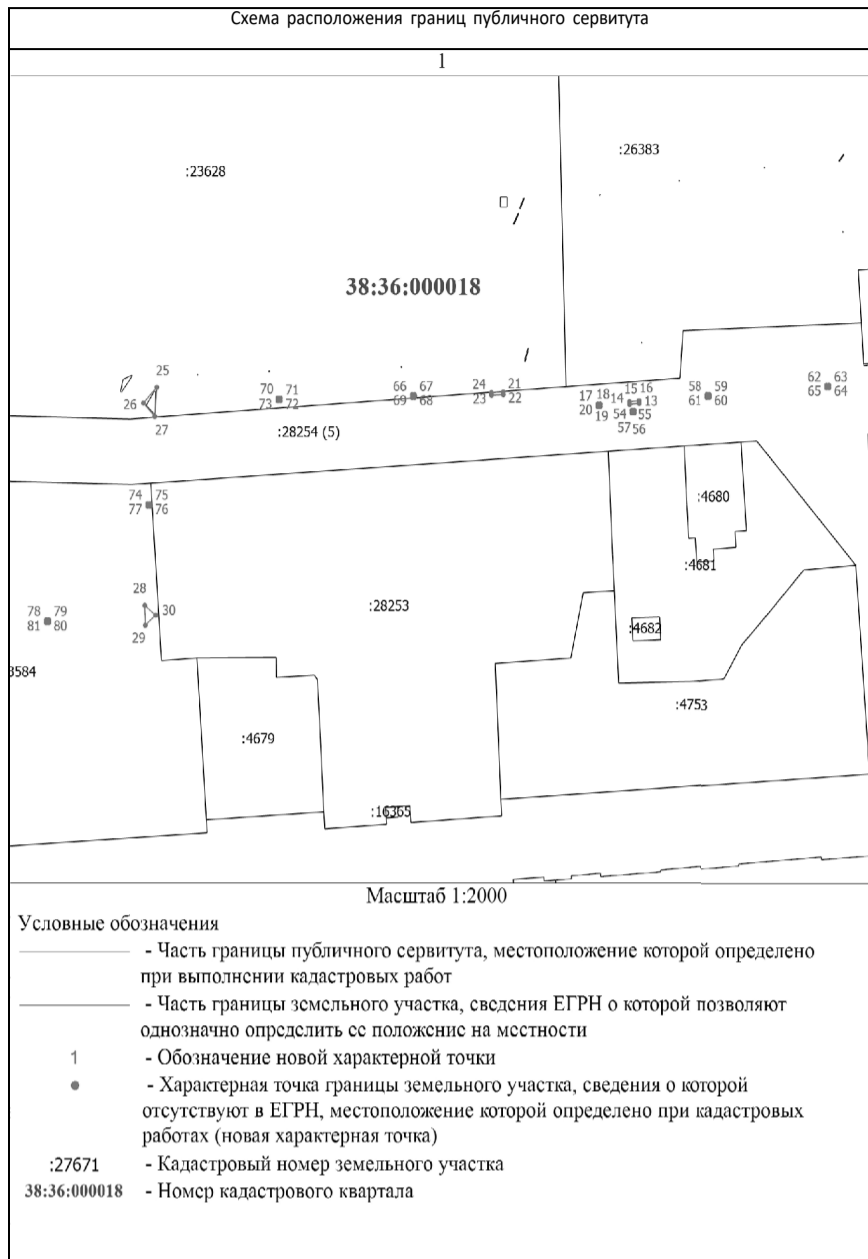 Схема расположения границ публичного сервитута
1
:26383
:23628
38:36:000018
25
62 63
70 71
66 67
24 21
15 16
58 59
65 64
26
73 72
69 68
23 22
17 18 14 13
61 60
20 19 54 55
27
:28254 (5)
57 56
74 75
77 76
:4680
:4681
28
30
:28253
78 79
81 80
29
:4682
3584
:4753
:4679
:16365
Масштаб 1:2000
Условные обозначения
- Часть границы публичного сервитута, местоположение которой определено
при выполнении кадастровых работ
- Часть границы земельного участка, сведения ЕГРН о которой позволяют
однозначно определить ее положение на местности
1 - Обозначение новой характерной точки
- Характерная точка границы земельного участка, сведения о которой
отсутствуют в ЕГРН, местоположение которой определено при кадастровых
работах (новая характерная точка)
:27671 - Кадастровый номер земельного участка
38:36:000018 - Номер кадастрового квартала